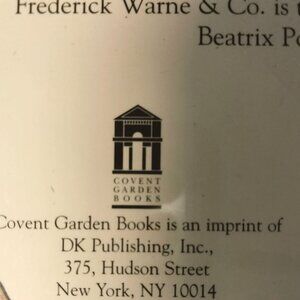 Frederick Warne & Co. is
Beatrix
COVENT
GARDEN
BOOKS
Covent Garden Books is an imprint of
DK Publishing, Inc.,
375, Hudson Street
New York, NY 10014